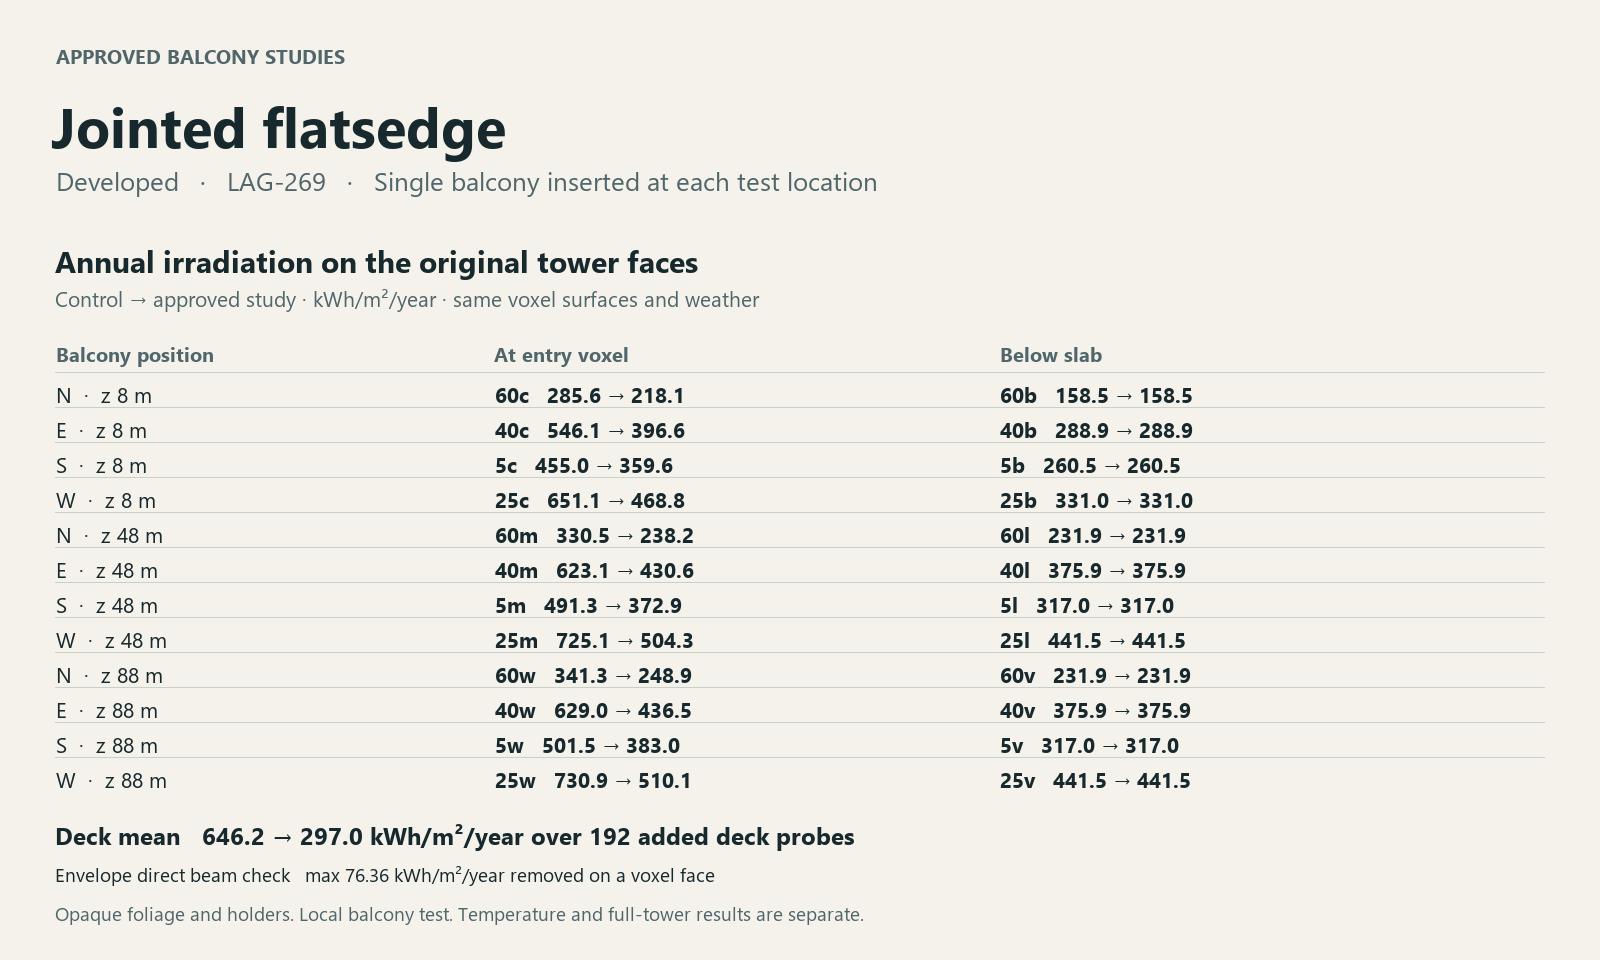 APPROVED BALCONY STUDIES
Jointed flatsedge
Developed · LAG-269 · Single balcony inserted at each test location
Annual irradiation on the original tower faces
Control → approved study · kWh/m²/year · same voxel surfaces and weather
Balcony position At entry voxel Below slab
N · z 8 m 60c 285.6 → 218.1 60b 158.5 → 158.5
E · z 8 m 40c 546.1 → 396.6 40b 288.9 → 288.9
S · z 8 m 5c 455.0 → 359.6 5b 260.5 → 260.5
W · z 8 m 25c 651.1 → 468.8 25b 331.0 → 331.0
N · z 48 m 60m 330.5 → 238.2 60l 231.9 → 231.9
E · z 48 m 40m 623.1 → 430.6 40l 375.9 → 375.9
S · z 48 m 5m 491.3 → 372.9 5l 317.0 → 317.0
W · z 48 m 25m 725.1 → 504.3 25l 441.5 → 441.5
N · z 88 m 60w 341.3 → 248.9 60v 231.9 → 231.9
E · z 88 m 40w 629.0 → 436.5 40v 375.9 → 375.9
S · z 88 m 5w 501.5 → 383.0 5v 317.0 → 317.0
W · z 88 m 25w 730.9 → 510.1 25v 441.5 → 441.5
Deck mean 646.2 → 297.0 kWh/m²/year over 192 added deck probes
Envelope direct beam check max 76.36 kWh/m²/year removed on a voxel face
Opaque foliage and holders. Local balcony test. Temperature and full-tower results are separate.